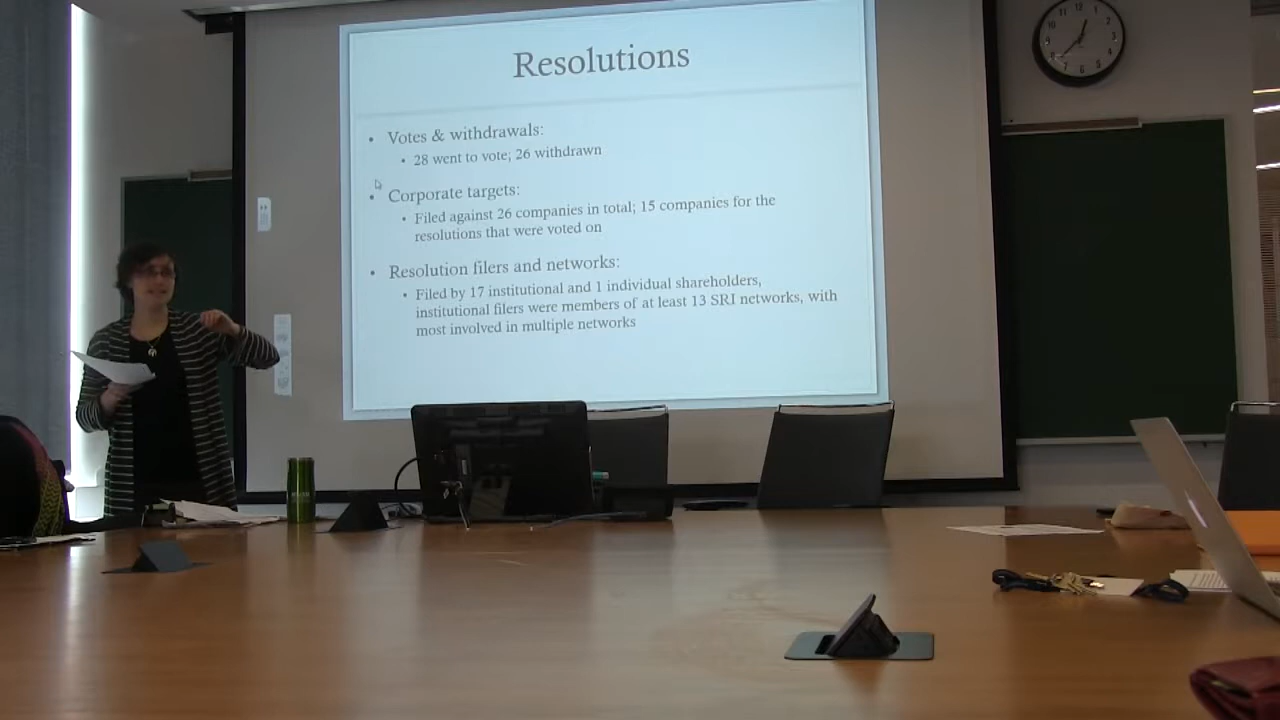 Resolutions
• Votes & withdrawals:
• 28 went to vote; 26 withdrawn
• Corporate targets:
• Filed against 26 companies in total; 15 companies for the
resolutions that were voted on
• Resolution filers and networks:
• Filed by 17 institutional and 1 individual shareholders,
institutional filers were members of at least 13 SRI networks, with
most involved in multiple networks